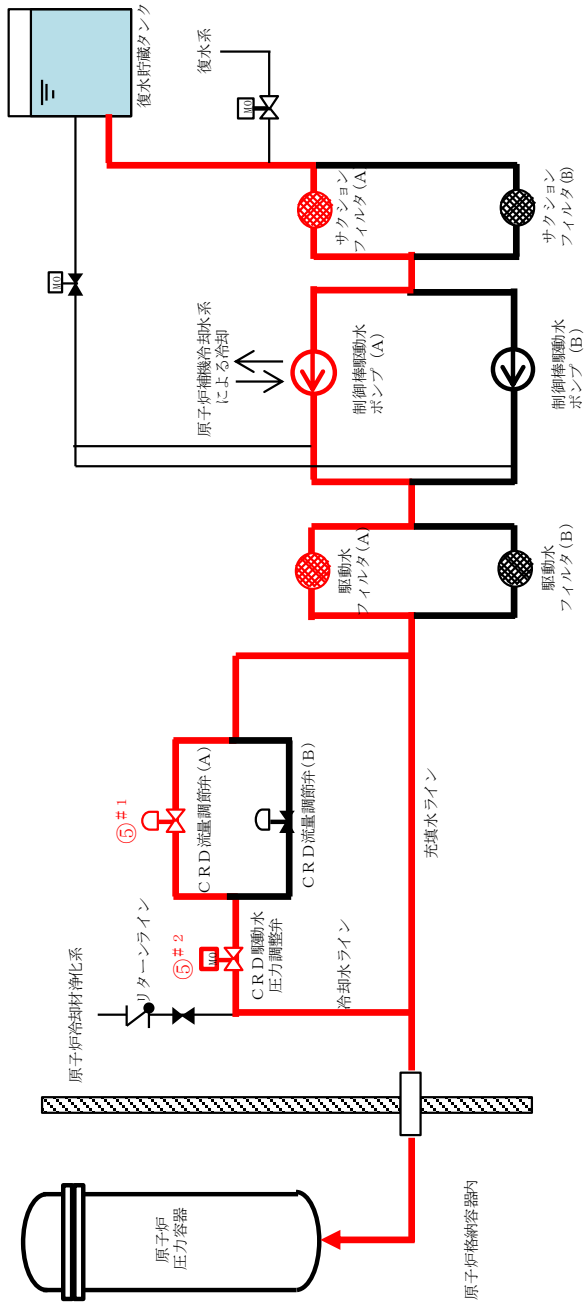 復水貯蔵タンク
復水系
MO
MO
サクション
フィルタ(A)
サクション
フィルタ(B)
原子炉補機冷却水系
による冷却
制御棒駆動水
ポンプ (A)
制御棒駆動水
ポンプ (B)
駆動水
フィルタ(A)
駆動水
フィルタ(B)
⑤#1
CRD流量調節弁(A)
CRD流量調節弁(B)
充填水ライン
⑤#2
MO
CRD駆動水
圧力調整弁
冷却水ライン
リターンライン
原子炉冷却材浄化系
原子炉
圧力容器
原子炉格納容器内